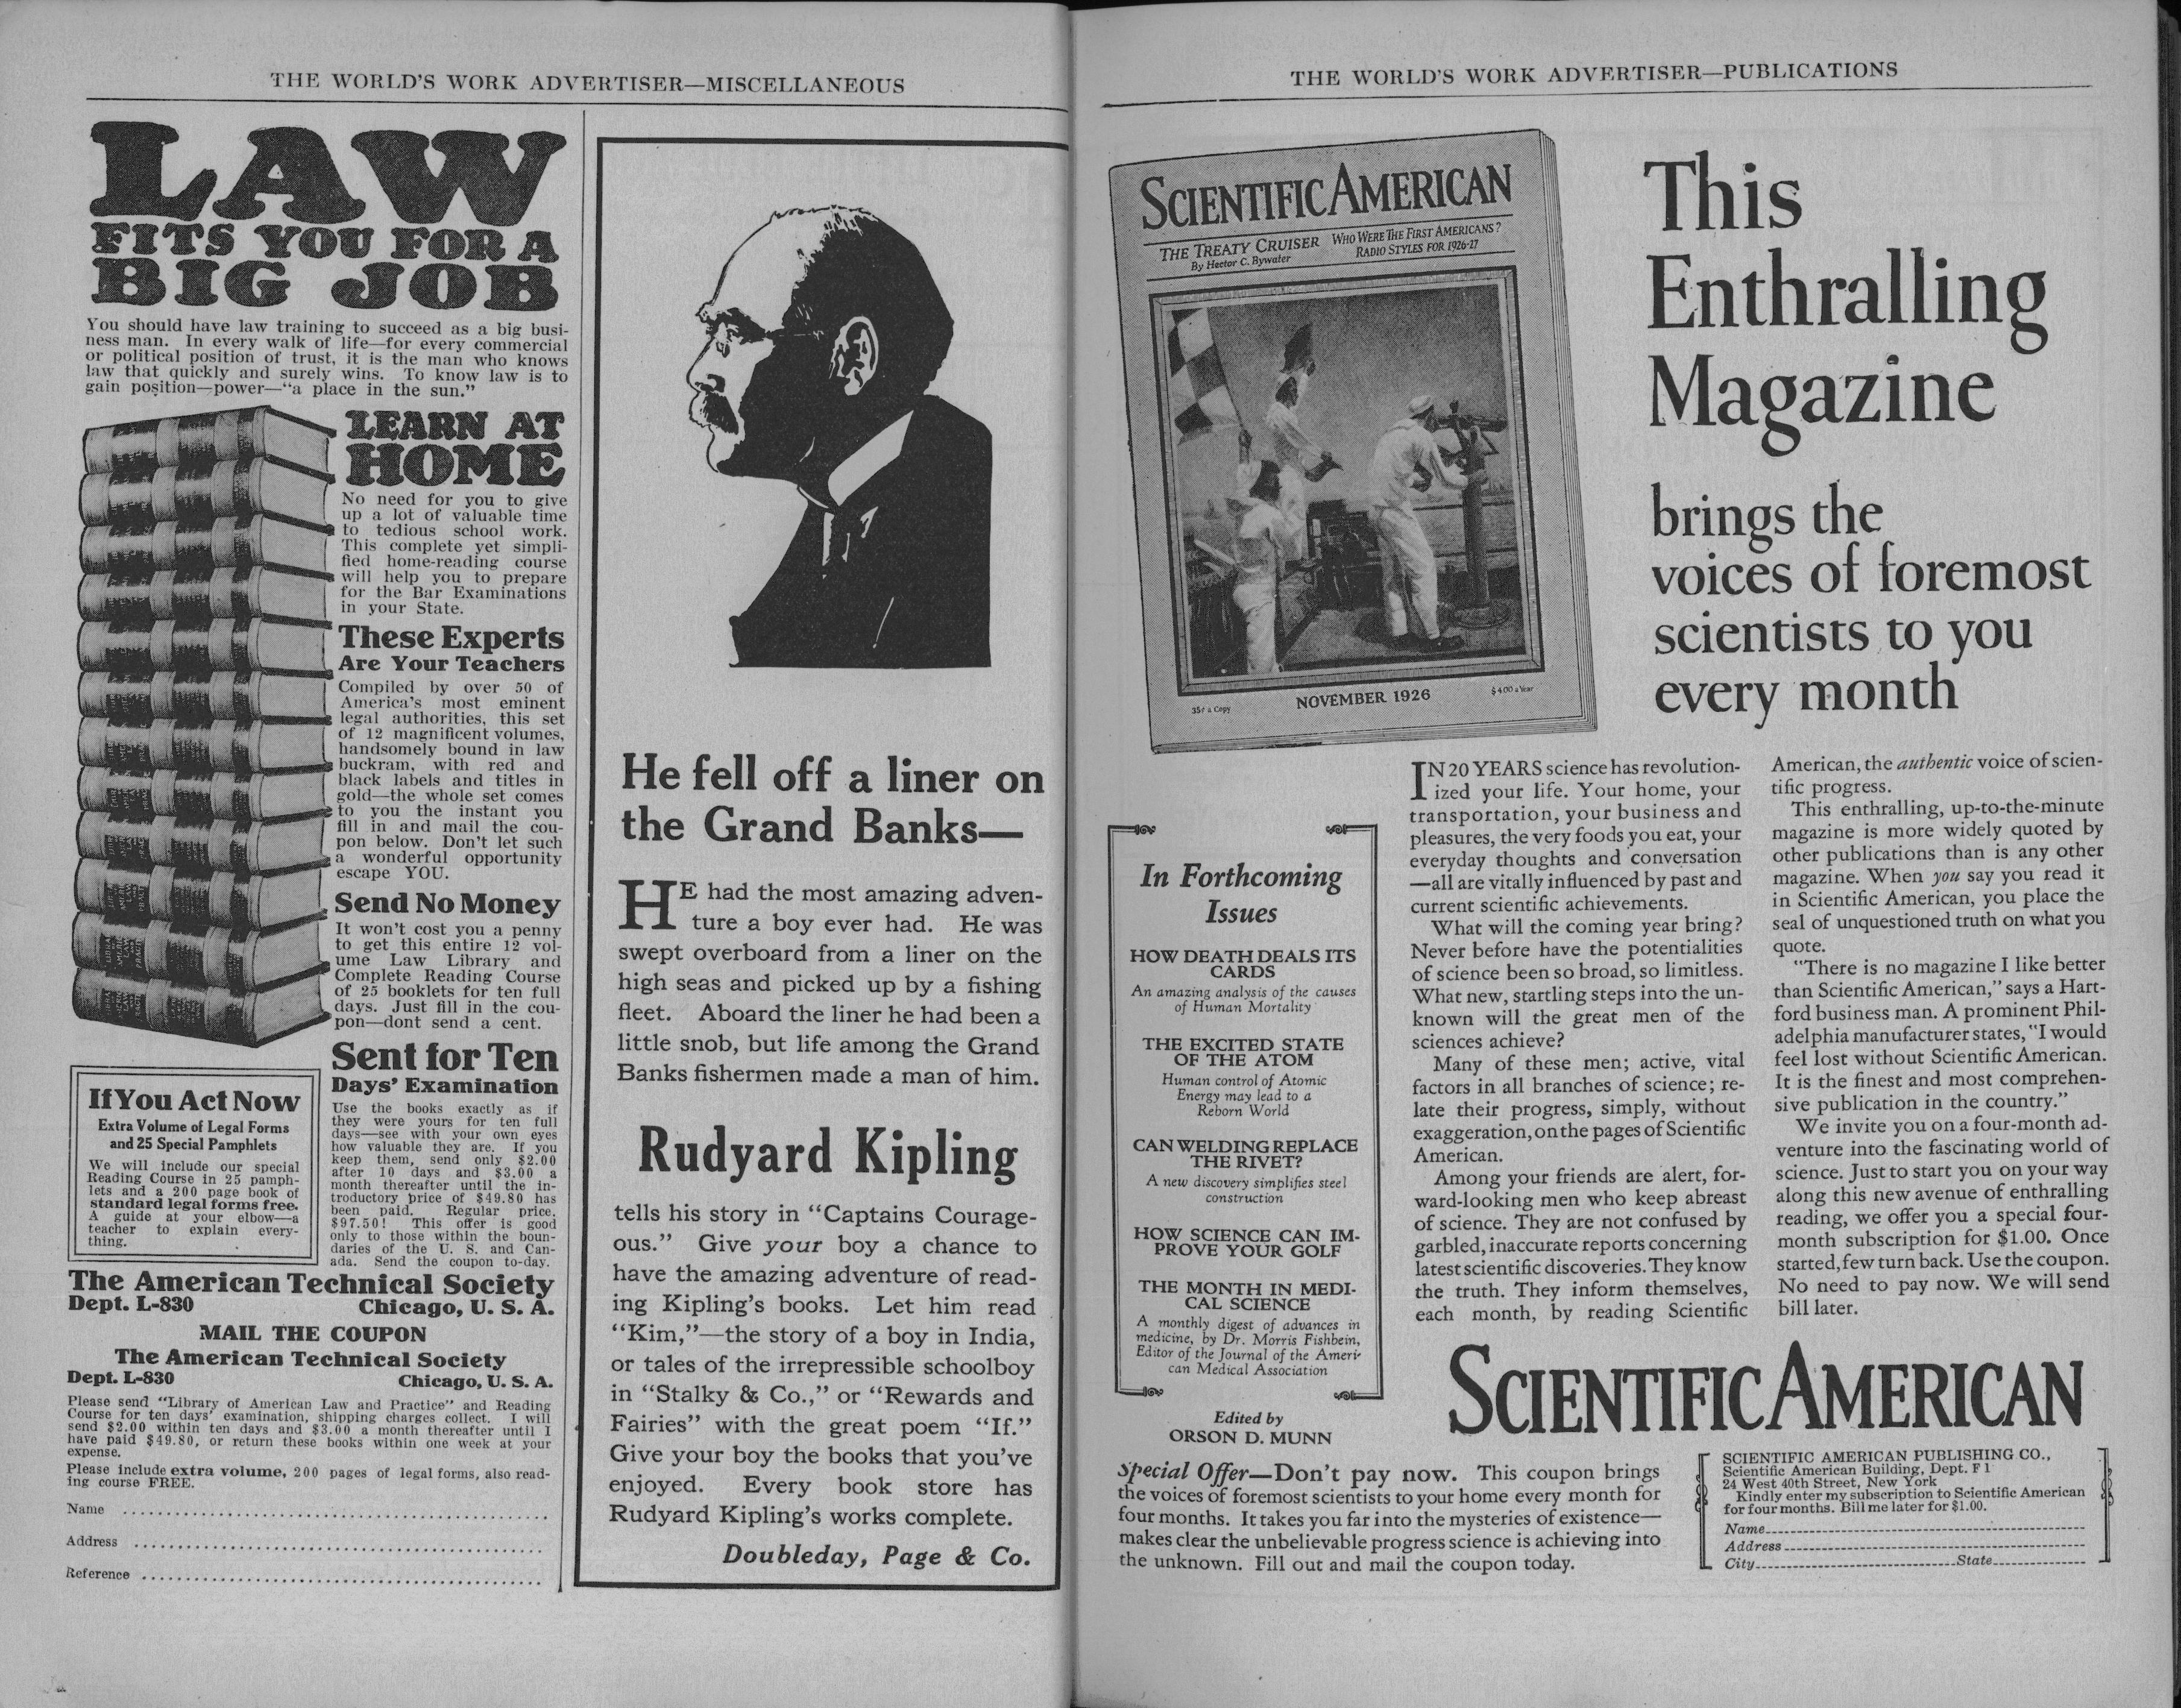 THE WORLD'S WORK ADVERTISER—MISCELLANEOUS
LAW
FITS YOU FOR A
BIG JOB
You should have law training to succeed as a big busi-
ness man. In every walk of life—for every commercial
or political position of trust, it is the man who knows
law that quickly and surely wins. To know law is to
gain position—power—“a place in the sun.”
LEARN AT
HOME
No need for you to give
up a lot of valuable time
to tedious school work.
This complete yet simpli-
fied home-reading course
will help you to prepare
for the Bar Examinations
in your State.
These Experts
Are Your Teachers
Compiled by over 50 of
America's most eminent
legal authorities, this set
of 12 magnificent volumes,
handsomely bound in law
buckram, with red and
black labels and titles in
gold—the whole set comes
to you the instant you
fill in and mail the cou-
pon below. Don't let such
a wonderful opportunity
escape YOU.
Send No Money
It won't cost you a penny
to get this entire 12 vol-
ume Law Library and
Complete Reading Course
of 25 booklets for ten full
days. Just fill in the cou-
pon—dont send a cent.
Sent for Ten
Days' Examination
Use the books exactly as if
they were yours for ten full
days—see with your own eyes
how valuable they are. If you
keep them, send only $2.00
after 10 days and $3.00 a
month thereafter until the in-
troductory price of $49.80 has
been paid. Regular price.
$97.50! This offer is good
only to those within the boun-
daries of the U. S. and Can-
ada. Send the coupon to-day.
If You Act Now
Extra Volume of Legal Forms
and 25 Special Pamphlets
We will include our special
Reading Course in 25 pamph-
lets and a 200 page book of
standard legal forms free.
A guide at your elbow—a
teacher to explain every-
thing.
The American Technical Society
Dept. L-830 Chicago, U. S. A.
MAIL THE COUPON
The American Technical Society
Dept. L-830 Chicago, U. S. A.
Please send “Library of American Law and Practice” and Reading
Course for ten days' examination, shipping charges collect. I will
send $2.00 within ten days and $3.00 a month thereafter until I
have paid $49.80, or return these books within one week at your
expense.
Please include extra volume, 200 pages of legal forms, also read-
ing course FREE.
Name
Address
Reference
He fell off a liner on
the Grand Banks—
HE had the most amazing adven-
ture a boy ever had. He was
swept overboard from a liner on the
high seas and picked up by a fishing
fleet. Aboard the liner he had been a
little snob, but life among the Grand
Banks fishermen made a man of him.
Rudyard Kipling
tells his story in “Captains Courage-
ous.” Give your boy a chance to
have the amazing adventure of read-
ing Kipling's books. Let him read
“Kim,”—the story of a boy in India,
or tales of the irrepressible schoolboy
in “Stalky & Co.,” or “Rewards and
Fairies” with the great poem “If.”
Give your boy the books that you've
enjoyed. Every book store has
Rudyard Kipling's works complete.
Doubleday, Page & Co.
THE WORLD'S WORK ADVERTISER—PUBLICATIONS
SCIENTIFIC AMERICAN
THE TREATY CRUISER
By Hector C. Bywater
WHO WERE THE FIRST AMERICANS?
RADIO STYLES FOR 1926-27
35¢ a Copy
NOVEMBER 1926
$4.00 a Year
This
Enthralling
Magazine
brings the
voices of foremost
scientists to you
every month
In Forthcoming
Issues
HOW DEATH DEALS ITS
CARDS
An amazing analysis of the causes
of Human Mortality
THE EXCITED STATE
OF THE ATOM
Human control of Atomic
Energy may lead to a
Reborn World
CAN WELDING REPLACE
THE RIVET?
A new discovery simplifies steel
construction
HOW SCIENCE CAN IM-
PROVE YOUR GOLF
THE MONTH IN MEDI-
CAL SCIENCE
A monthly digest of advances in
medicine, by Dr. Morris Fishbein,
Editor of the Journal of the Ameri-
can Medical Association
Edited by
ORSON D. MUNN
IN 20 YEARS science has revolution-
ized your life. Your home, your
transportation, your business and
pleasures, the very foods you eat, your
everyday thoughts and conversation
—all are vitally influenced by past and
current scientific achievements.
What will the coming year bring?
Never before have the potentialities
of science been so broad, so limitless.
What new, startling steps into the un-
known will the great men of the
sciences achieve?
Many of these men; active, vital
factors in all branches of science; re-
late their progress, simply, without
exaggeration, on the pages of Scientific
American.
Among your friends are alert, for-
ward-looking men who keep abreast
of science. They are not confused by
garbled, inaccurate reports concerning
latest scientific discoveries. They know
the truth. They inform themselves,
each month, by reading Scientific
American, the authentic voice of scien-
tific progress.
This enthralling, up-to-the-minute
magazine is more widely quoted by
other publications than is any other
magazine. When you say you read it
in Scientific American, you place the
seal of unquestioned truth on what you
quote.
“There is no magazine I like better
than Scientific American,” says a Hart-
ford business man. A prominent Phil-
adelphia manufacturer states, “I would
feel lost without Scientific American.
It is the finest and most comprehen-
sive publication in the country.”
We invite you on a four-month ad-
venture into the fascinating world of
science. Just to start you on your way
along this new avenue of enthralling
reading, we offer you a special four-
month subscription for $1.00. Once
started, few turn back. Use the coupon.
No need to pay now. We will send
bill later.
SCIENTIFIC AMERICAN
Special Offer—Don't pay now. This coupon brings
the voices of foremost scientists to your home every month for
four months. It takes you far into the mysteries of existence—
makes clear the unbelievable progress science is achieving into
the unknown. Fill out and mail the coupon today.
SCIENTIFIC AMERICAN PUBLISHING CO.,
Scientific American Building, Dept. F 1
24 West 40th Street, New York
Kindly enter my subscription to Scientific American
for four months. Bill me later for $1.00.
Name
Address
City State